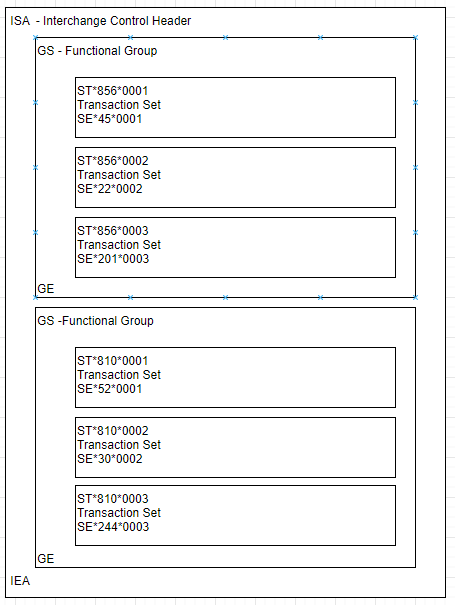 ISA - Interchange Control Header
GS - Functional Group
ST*856*0001
Transaction Set
SE*45*0001
ST*856*0002
Transaction Set
SE*22*0002
ST*856*0003
Transaction Set
SE*201*0003
GE
GS -Functional Group
ST*810*0001
Transaction Set
SE*52*0001
ST*810*0002
Transaction Set
SE*30*0002
ST*810*0003
Transaction Set
SE*244*0003
GE
IEA